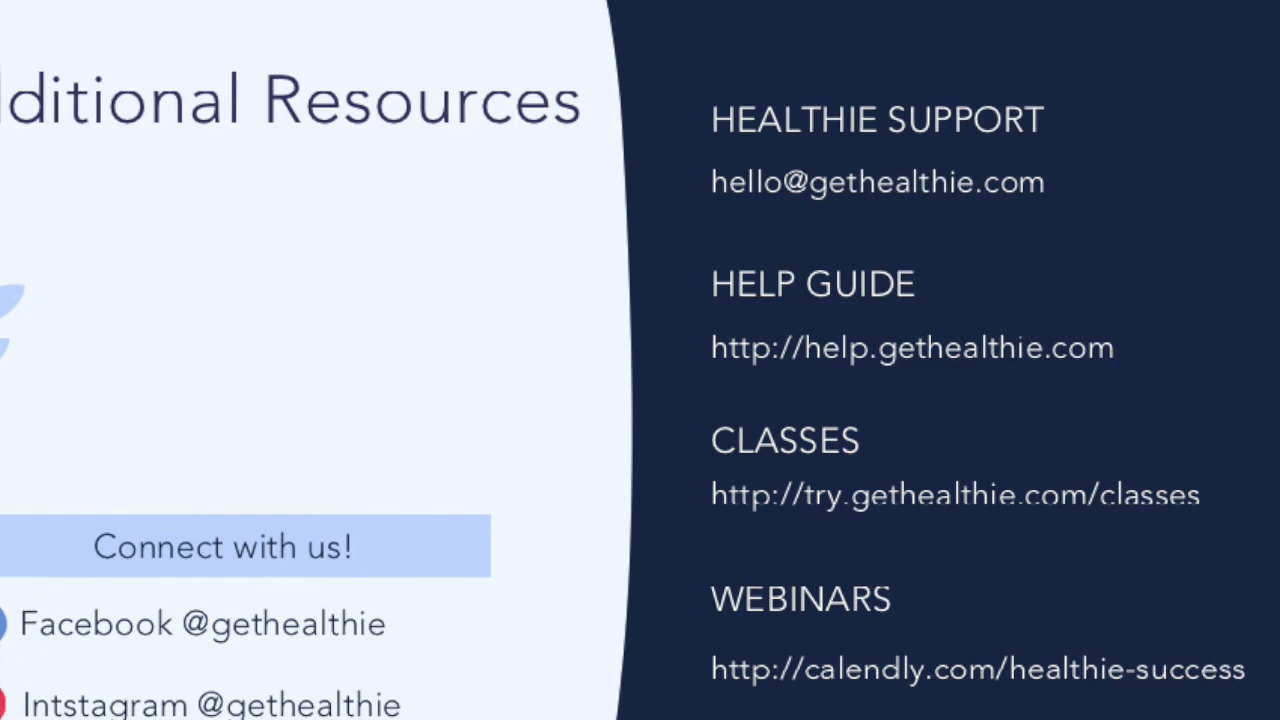 dditional Resources
Connect with us!
Facebook @gethealthie
Intstagram @gethealthie
HEALTHIE SUPPORT
hello@gethealthie.com
HELP GUIDE
http://help.gethealthie.com
CLASSES
http://try.gethealthie.com/classes
WEBINARS
http://calendly.com/healthie-success